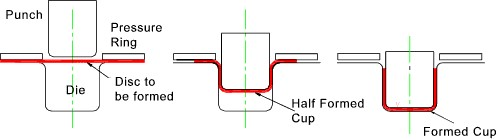 Punch
Pressure
Ring
Die
Disc to
be formed
Half Formed
Cup
Formed Cup